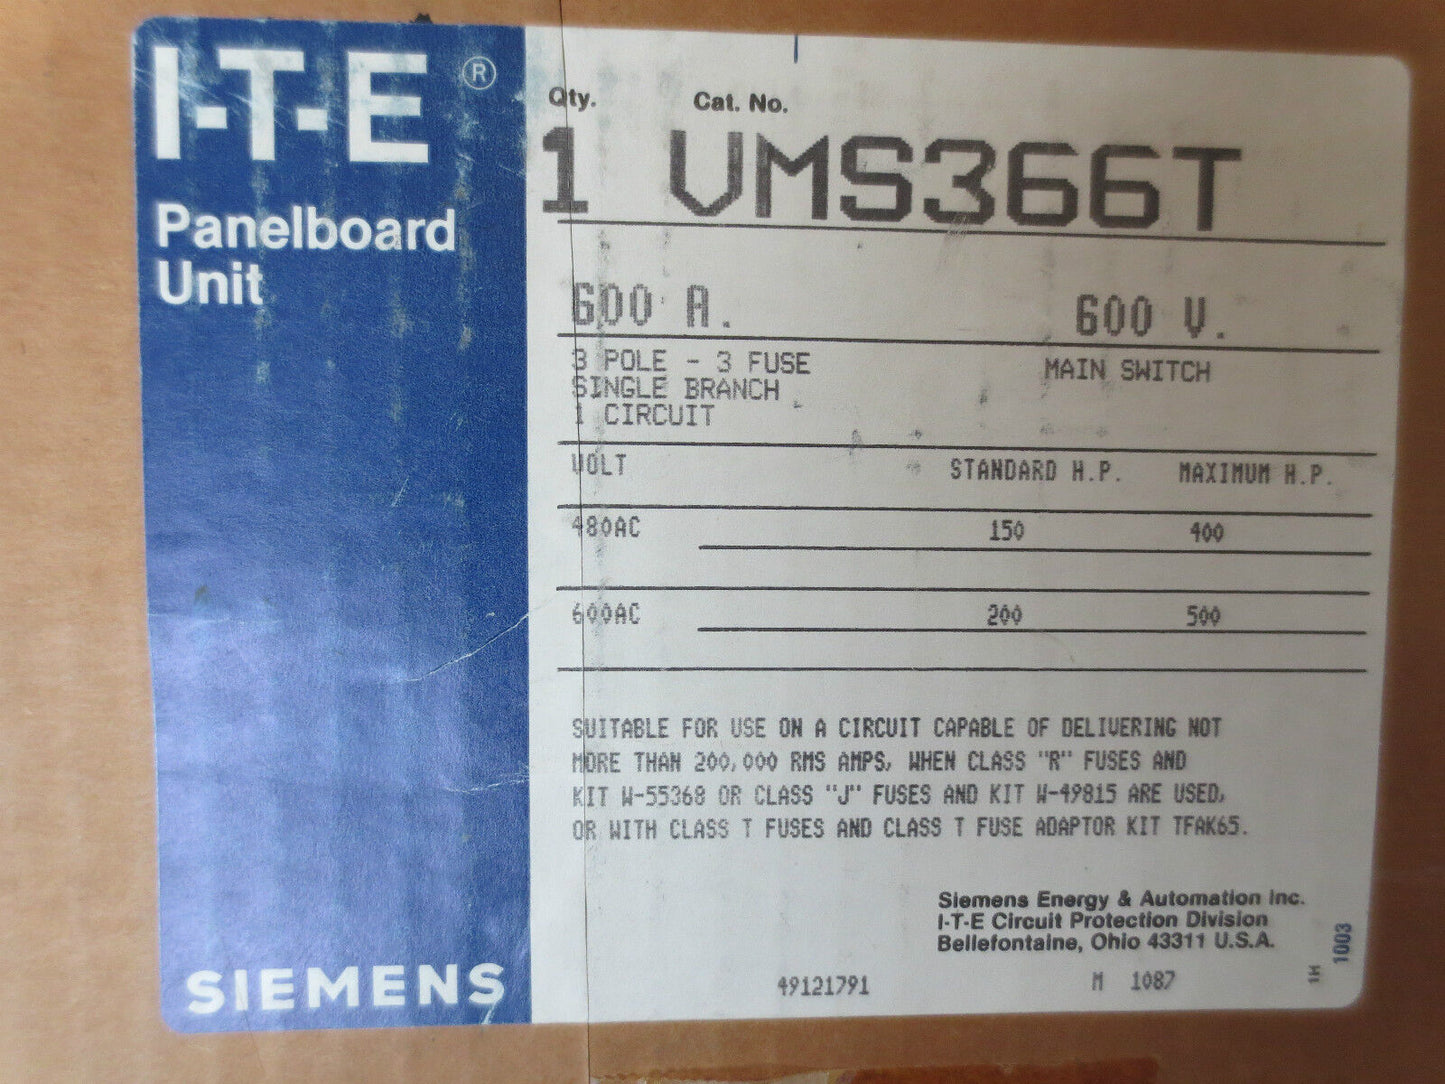 I-T-E ®
Panelboard
Unit
SIEMENS
Qty. Cat. No.
1 VMS366T
600 A. 600 V.
3 POLE - 3 FUSE MAIN SWITCH
SINGLE BRANCH
1 CIRCUIT
VOLT STANDARD H.P. MAXIMUM H.P.
480AC 150 400
600AC 200 500
SUITABLE FOR USE ON A CIRCUIT CAPABLE OF DELIVERING NOT
MORE THAN 200,000 RMS AMPS, WHEN CLASS "R" FUSES AND
KIT W-55368 OR CLASS "J" FUSES AND KIT W-49815 ARE USED,
OR WITH CLASS T FUSES AND CLASS T FUSE ADAPTOR KIT TFAK65.
Siemens Energy & Automation Inc.
I-T-E Circuit Protection Division
Bellefontaine, Ohio 43311 U.S.A.
49121791 M 1087
1H 1003